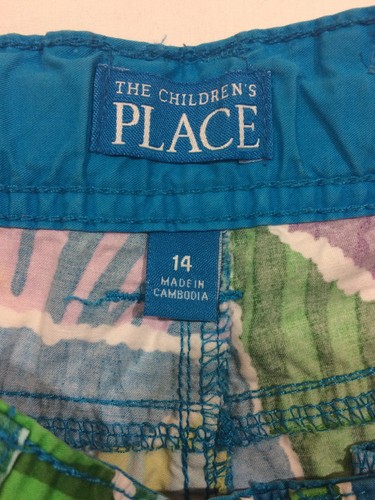 THE CHILDREN'S
PLACE
14
MADE IN
CAMBODIA